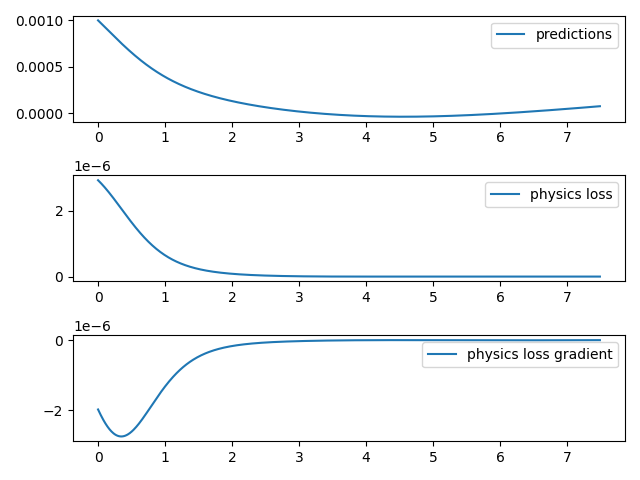 0.0010
0.0005
0.0000
predictions
0 1 2 3 4 5 6 7
1e−6
2
0
physics loss
0 1 2 3 4 5 6 7
1e−6
0
−2
physics loss gradient
0 1 2 3 4 5 6 7